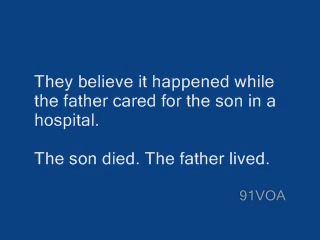 They believe it happened while
the father cared for the son in a
hospital.
The son died. The father lived.
91VOA